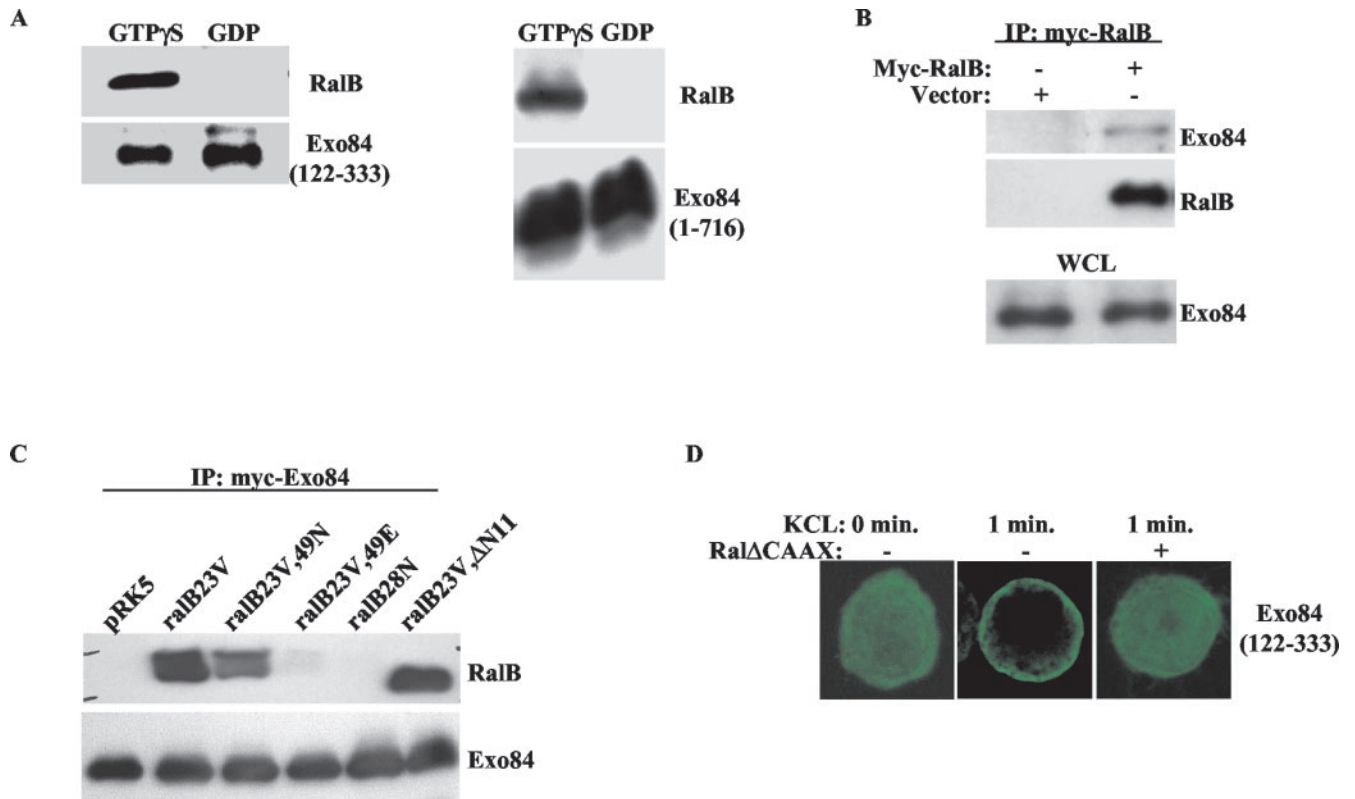 A
GTPγS GDP
RalB
Exo84
(122-333)
GTPγS GDP
RalB
Exo84
(1-716)
B
IP: myc-RalB
Myc-RalB: - +
Vector: + -
Exo84
RalB
WCL
Exo84
C
IP: myc-Exo84
pRK5
ralB23V
ralB23V,49N
ralB23V,49E
ralB28N
ralB23V,ΔN11
RalB
Exo84
D
KCL: 0 min. 1 min. 1 min.
RalΔCAAX: - - +
Exo84
(122-333)